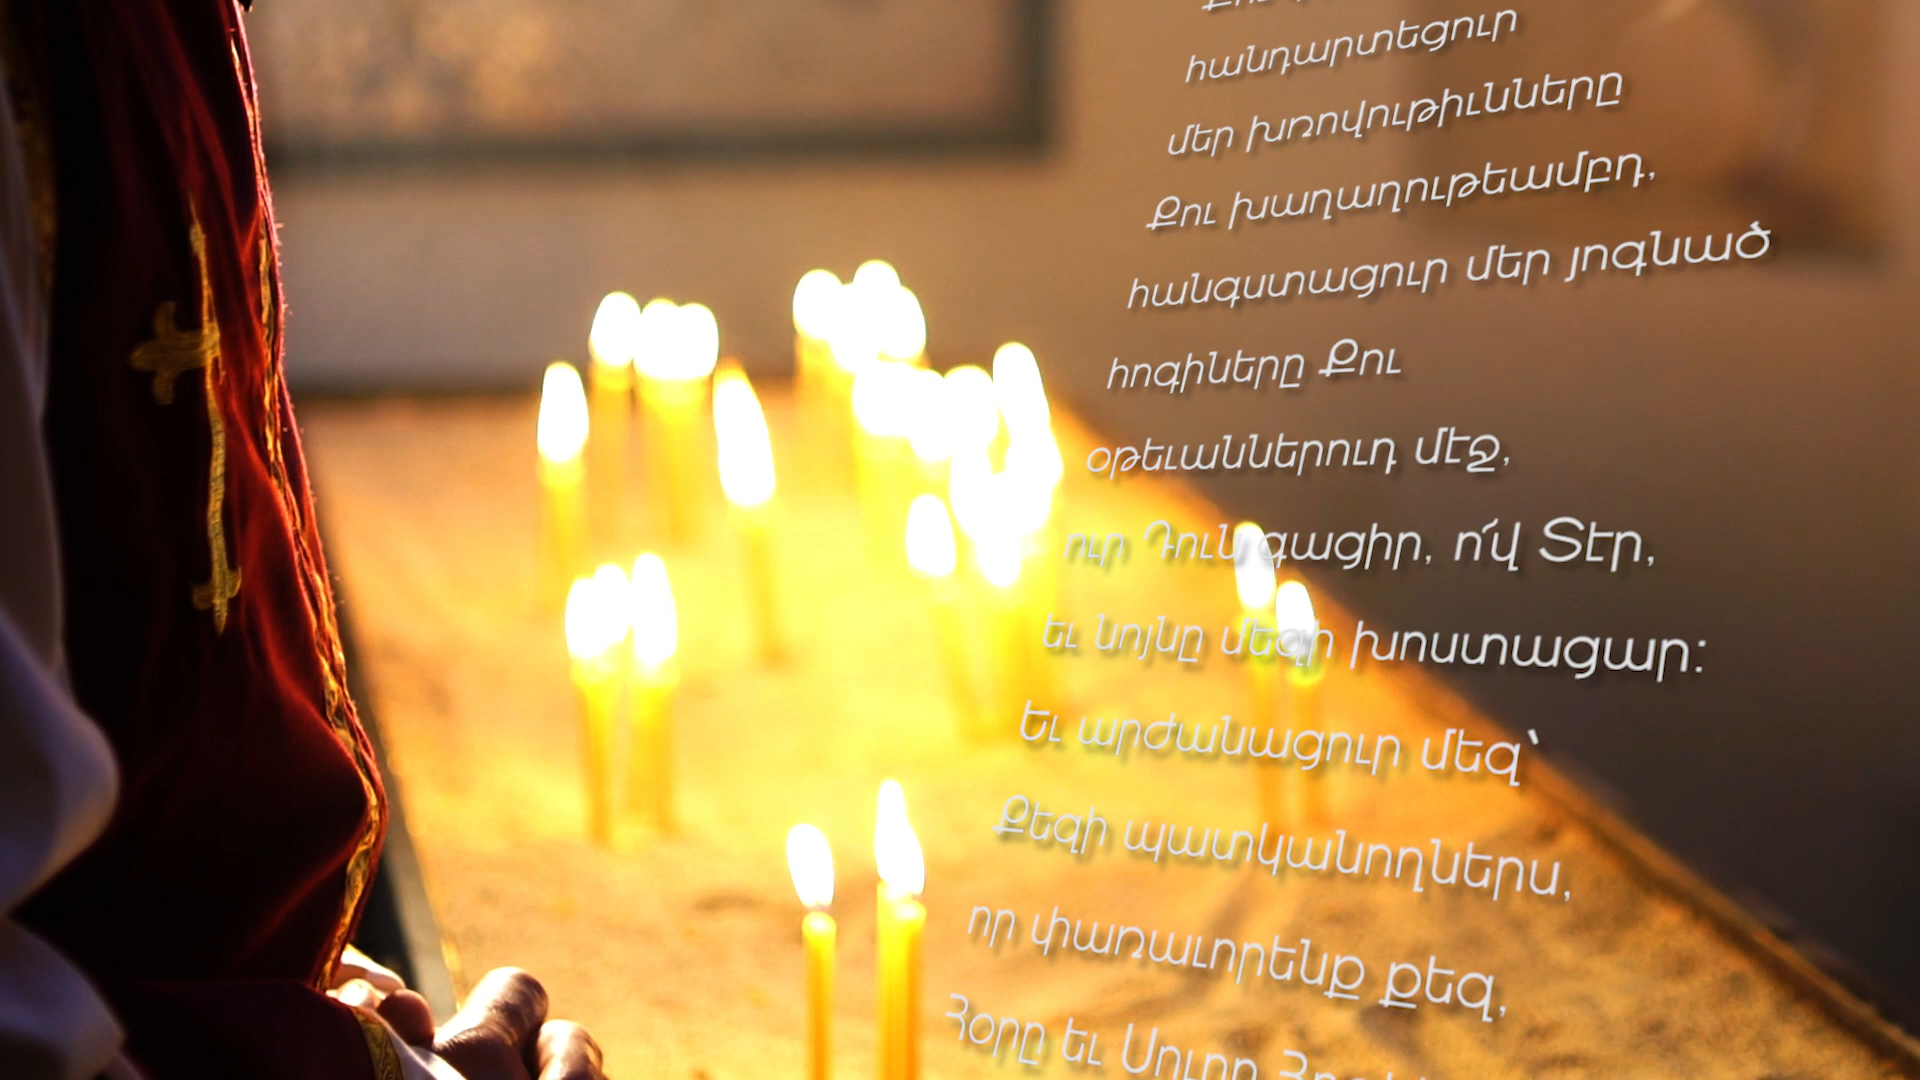 հանդարտեցուր
մեր խռովութիւնները
Քու խաղաղութեամբդ,
հանգստացուր մեր յոգնած
հոգիները Քու
օթեւաններուդ մէջ,
ուր Դուն գացիր, ո՜վ Տէր,
եւ նոյնը մեզի խոստացար:
Եւ արժանացուր մեզ՝
Քեզի պատկանողներս,
որ փառաւորենք քեզ,
Հօրը եւ Սուրբ